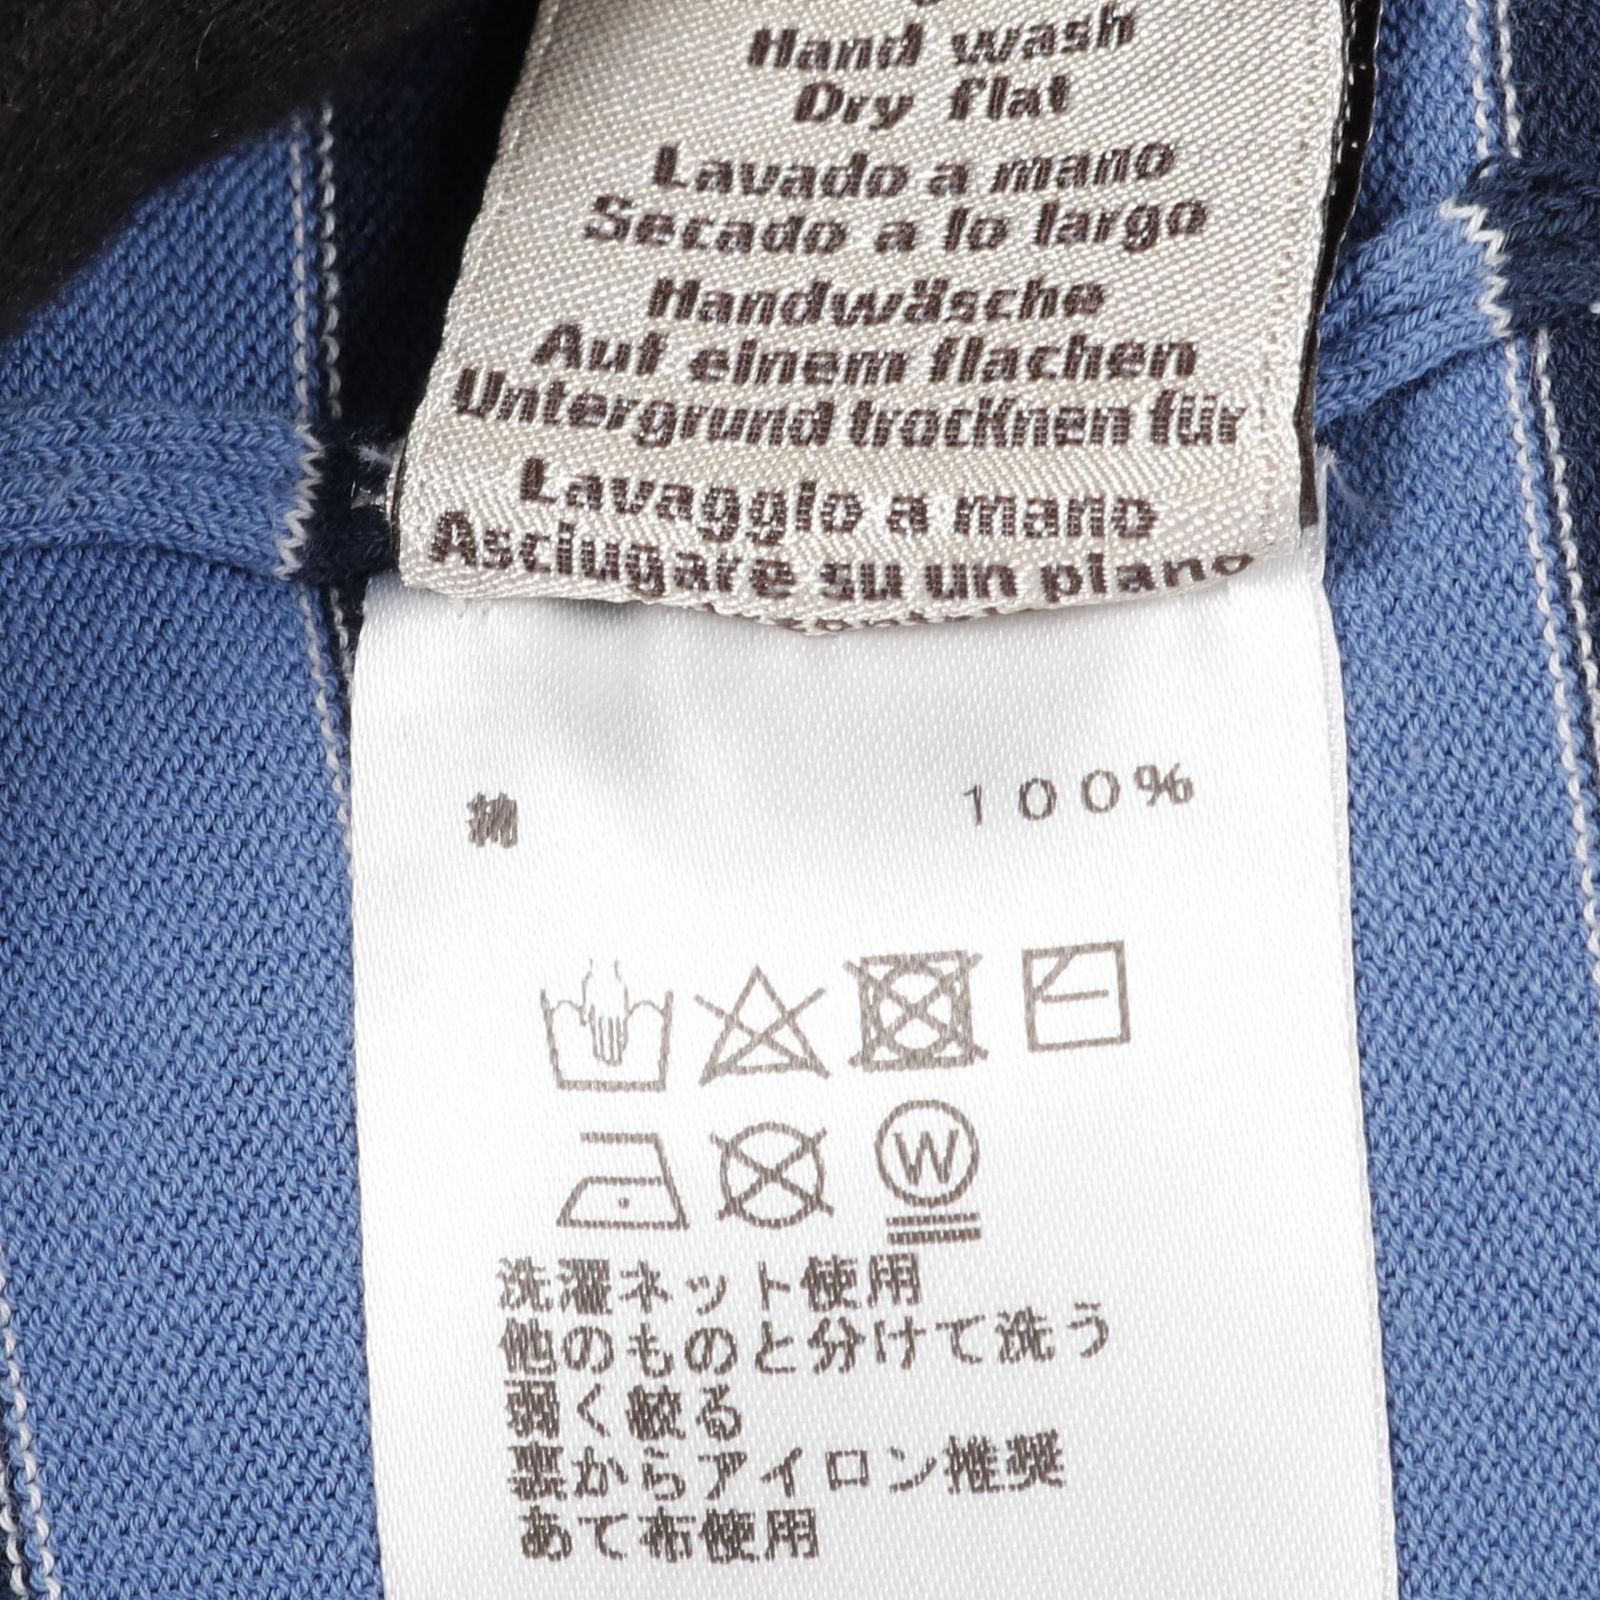 Hand wash
Dry flat
Lavado a mano
Secado a lo largo
Handwäsche
Auf einem flachen
Untergrund trocknen für
Lavaggio a mano
Asciugare su un piano
綿 100%
W
洗濯ネット使用
他のものと分けて洗う
弱く絞る
裏からアイロン推奨
あて布使用